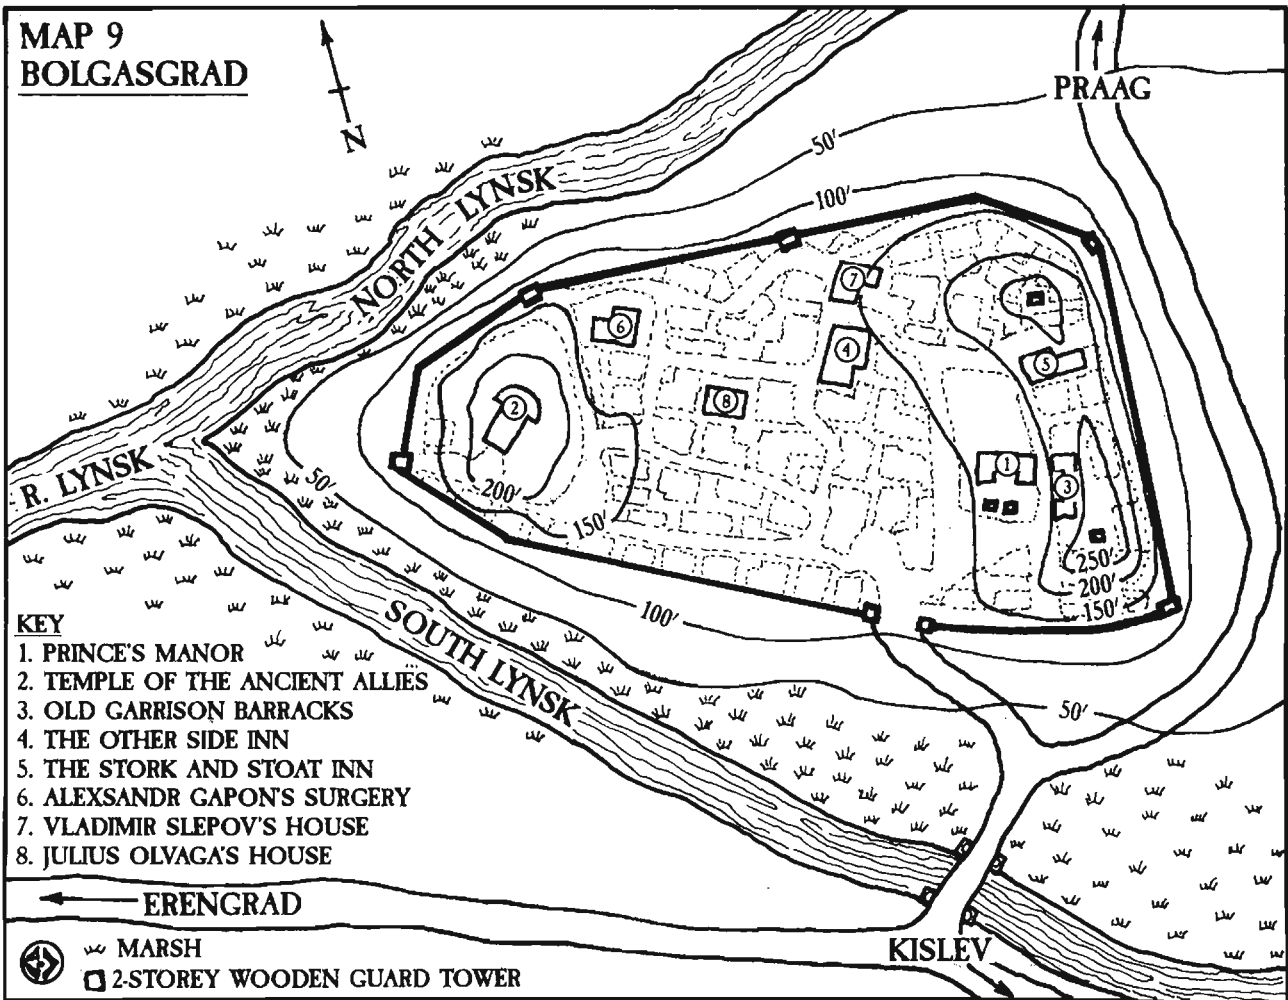 MAP 9
BOLGASGRAD
N
PRAAG
50'
100'
NORTH LYNSK
7
6
4
5
8
2
1
3
R. LYNSK
50'
200'
150'
250'
200'
150'
100'
SOUTH LYNSK
50'
KEY
1. PRINCE'S MANOR
2. TEMPLE OF THE ANCIENT ALLIES
3. OLD GARRISON BARRACKS
4. THE OTHER SIDE INN
5. THE STORK AND STOAT INN
6. ALEXSANDR GAPON'S SURGERY
7. VLADIMIR SLEPOV'S HOUSE
8. JULIUS OLVAGA'S HOUSE
ERENGRAD
KISLEV
MARSH
2-STOREY WOODEN GUARD TOWER